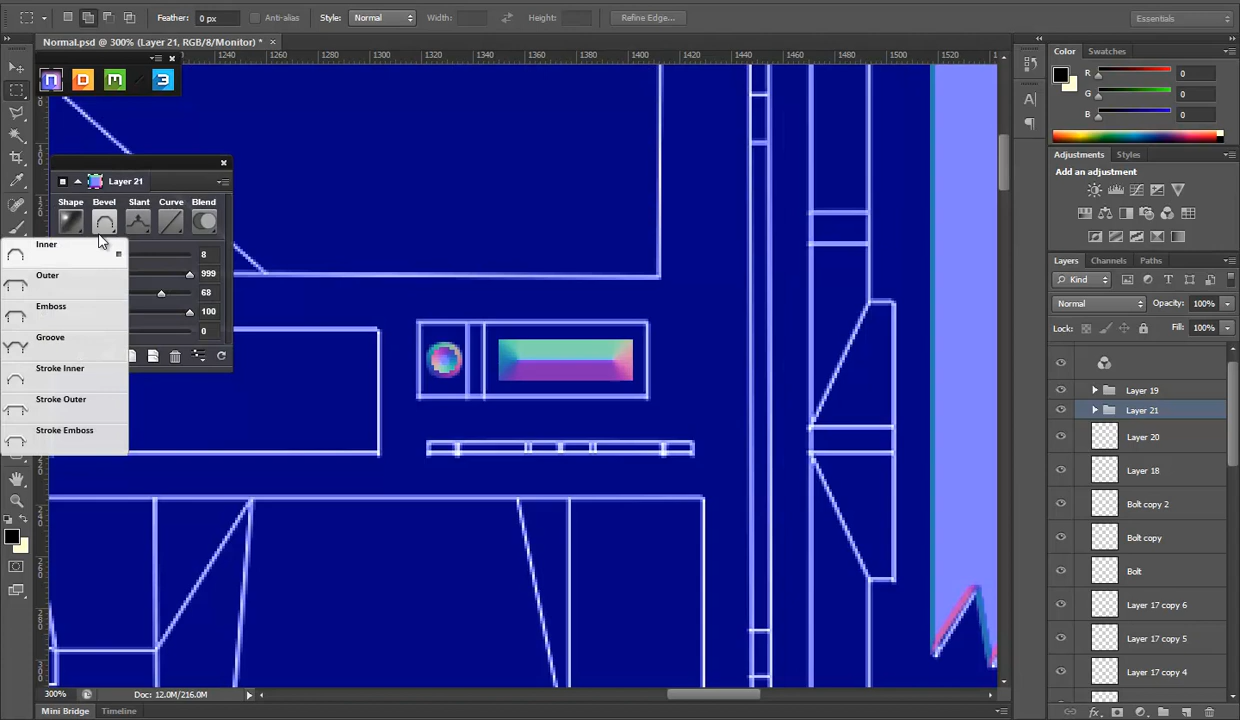 Feather: 0 px Anti-alias Style: Normal Width: Height: Refine Edge... Essentials
Normal.psd @ 300% (Layer 21, RGB/8/Monitor) * ×
1240 1260 1280 1300 1320 1340 1360 1380 1400 1420 1440 1460 1480 1500 1520
Color Swatches
R 0
G 0
B 0
Adjustments Styles
Add an adjustment
Layers Channels Paths
Kind
Normal Opacity: 100%
Lock: Fill: 100%
Layer 19
Layer 21
Layer 20
Layer 18
Bolt copy 2
Bolt copy
Bolt
Layer 17 copy 6
Layer 17 copy 5
Layer 17 copy 4
Layer 21
Shape Bevel Slant Curve Blend
8
999
68
100
0
Inner
Outer
Emboss
Groove
Stroke Inner
Stroke Outer
Stroke Emboss
300% Doc: 12.0M/216.0M
Mini Bridge Timeline